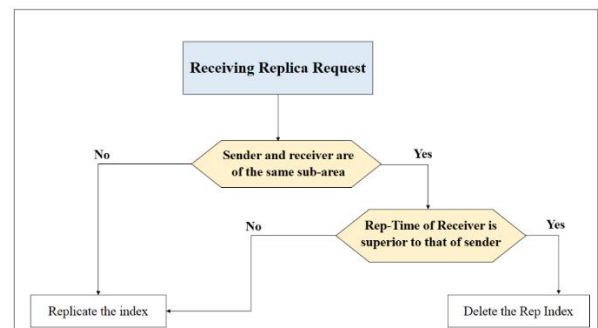 Receiving Replica Request
No
Sender and receiver are
of the same sub-area
Yes
No
Rep-Time of Receiver is
superior to that of sender
Yes
Replicate the index
Delete the Rep Index